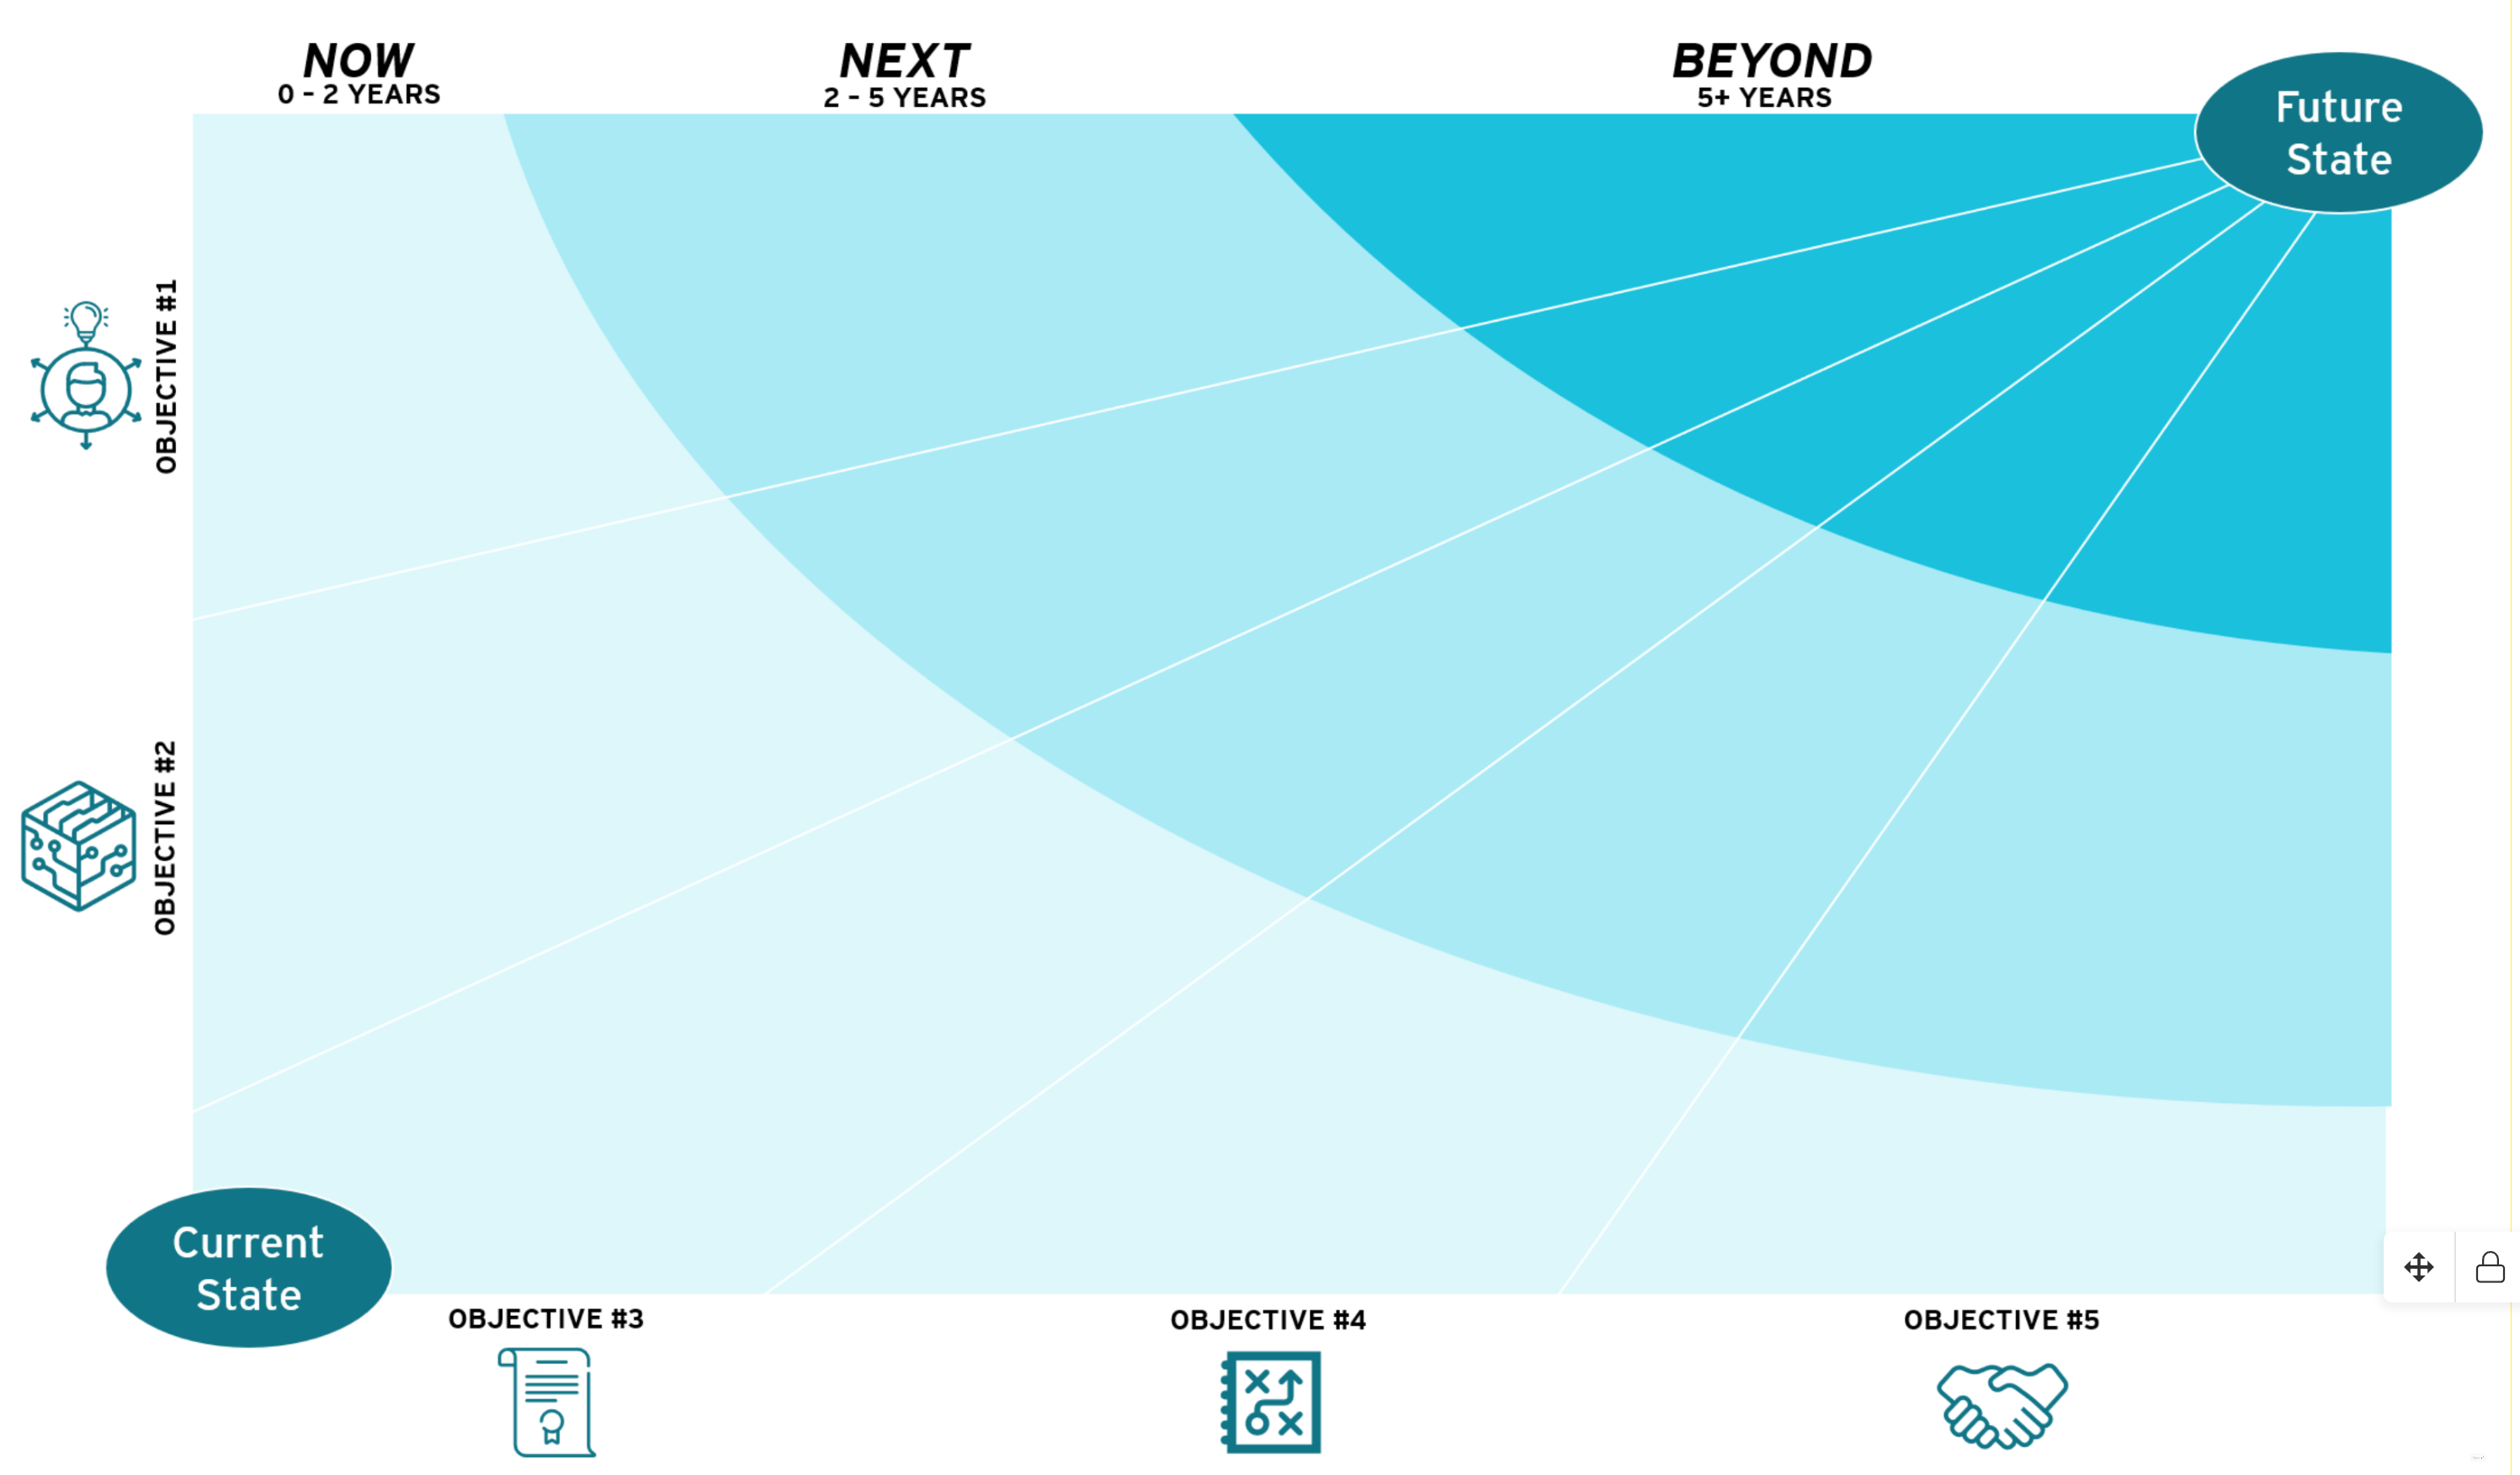 NOW
0 - 2 YEARS
NEXT
2 - 5 YEARS
BEYOND
5+ YEARS
Future
State
OBJECTIVE #1
OBJECTIVE #2
Current
State
OBJECTIVE #3
OBJECTIVE #4
OBJECTIVE #5